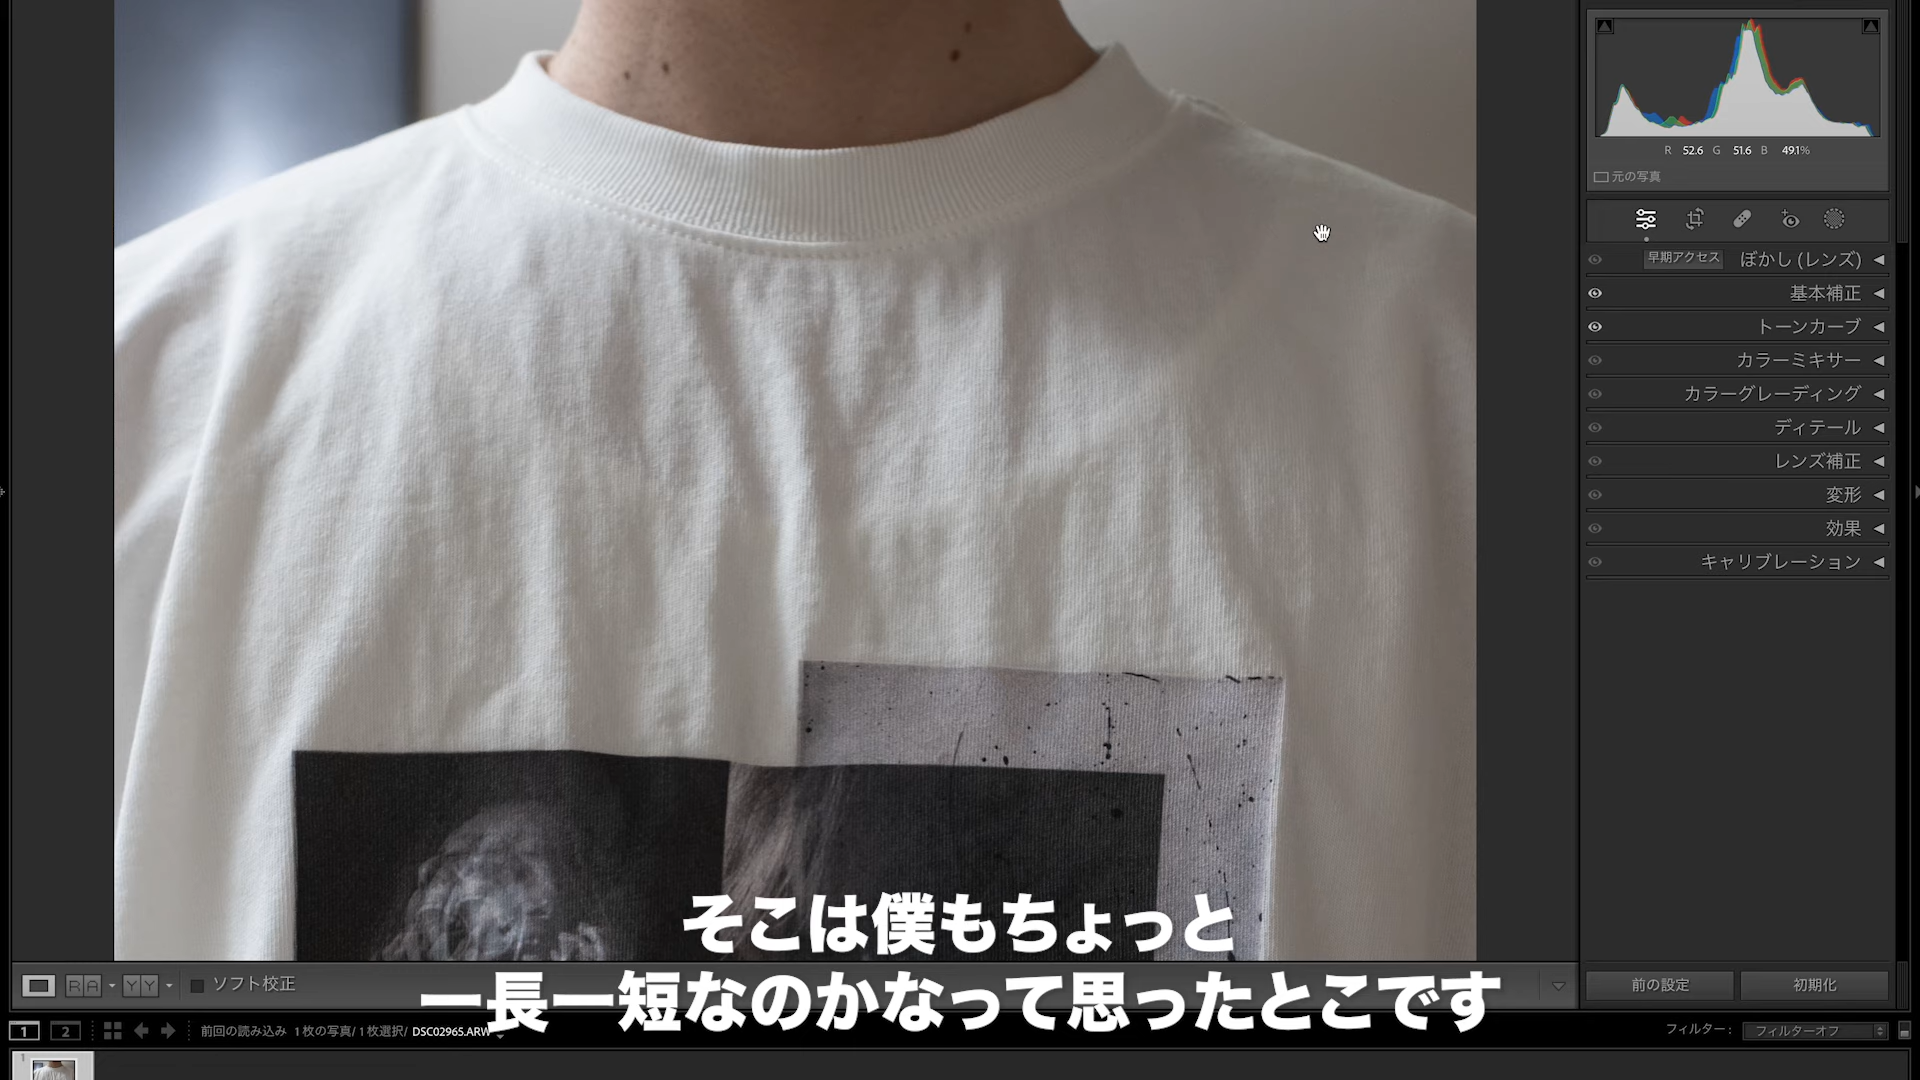 R 52.6 G 51.6 B 49.1%
元の写真
早期アクセス ぼかし (レンズ)
基本補正
トーンカーブ
カラーミキサー
カラーグレーディング
ディテール
レンズ補正
変形
効果
キャリブレーション
そこは僕もちょっと
一長一短なのかなって思ったとこです
R A Y Y ソフト校正
前の設定 初期化
1 2 前回の読み込み 1 枚の写真/ 1 枚選択/ DSC02965.ARW
フィルター : フィルターオフ
1